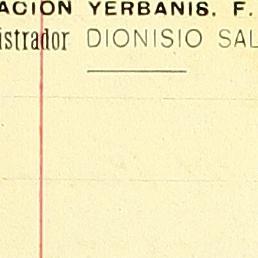 ACION YERBANIS. F.
istrador DIONISIO SAL